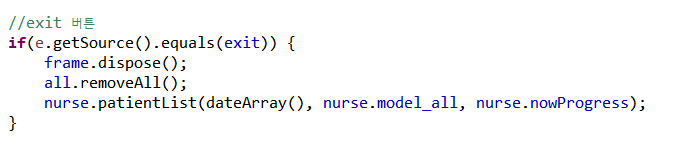 //exit 버튼
if(e.getSource().equals(exit)) {
    frame.dispose();
    all.removeAll();
    nurse.patientList(dateArray(), nurse.model_all, nurse.nowProgress);
}